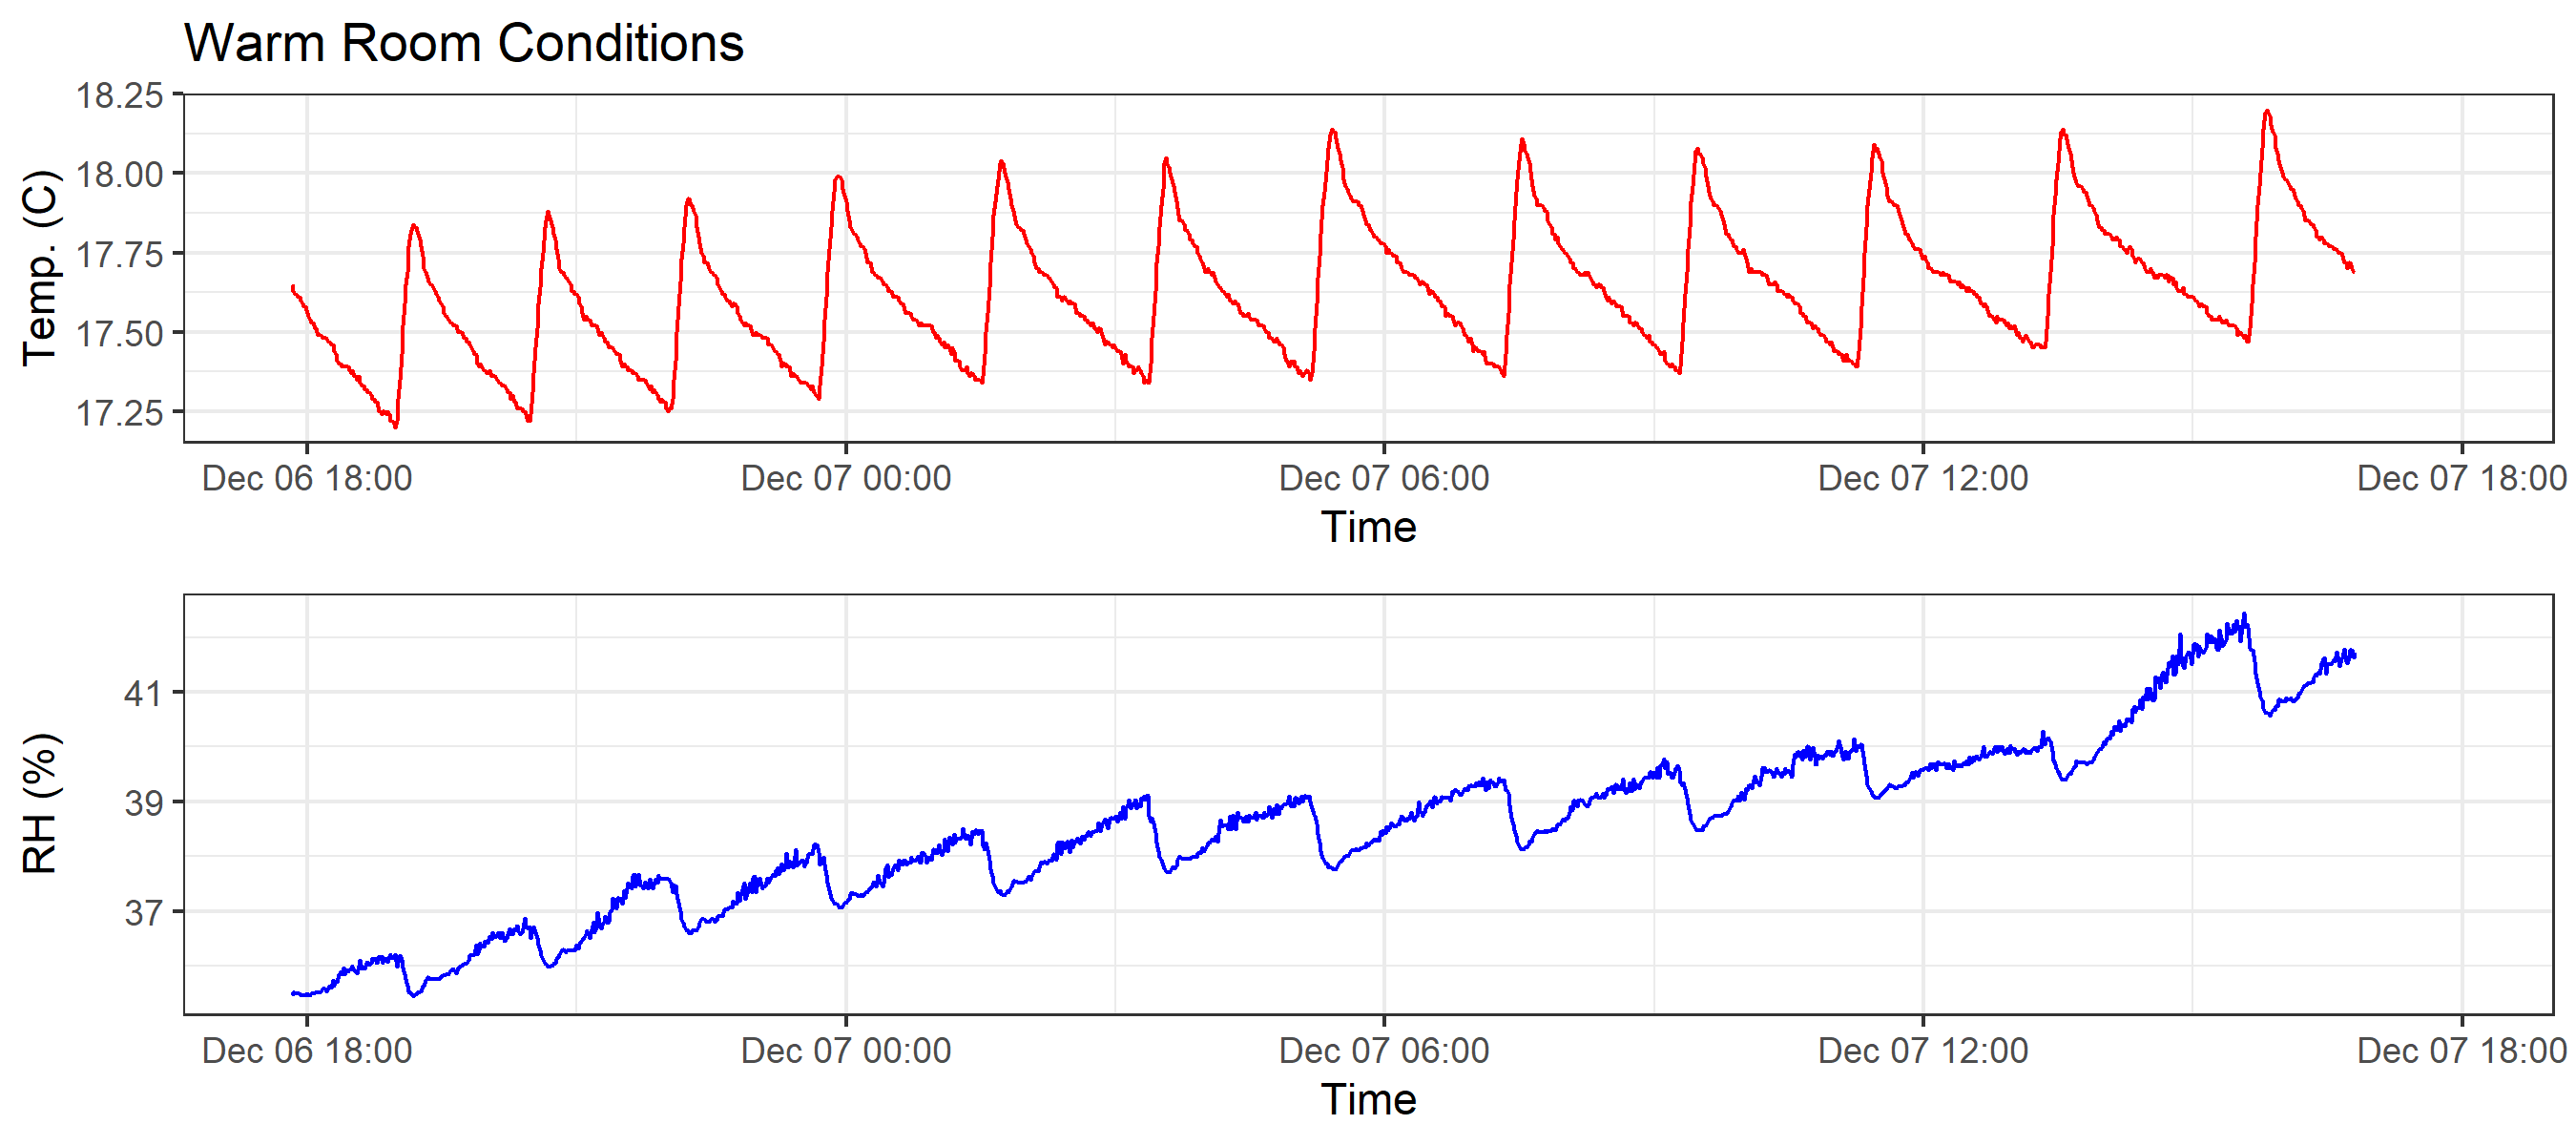 Warm Room Conditions
18.25
18.00
17.75
17.50
17.25
Temp. (C)
Dec 06 18:00 Dec 07 00:00 Dec 07 06:00 Dec 07 12:00 Dec 07 18:00
Time
41
39
37
RH (%)
Dec 06 18:00 Dec 07 00:00 Dec 07 06:00 Dec 07 12:00 Dec 07 18:00
Time